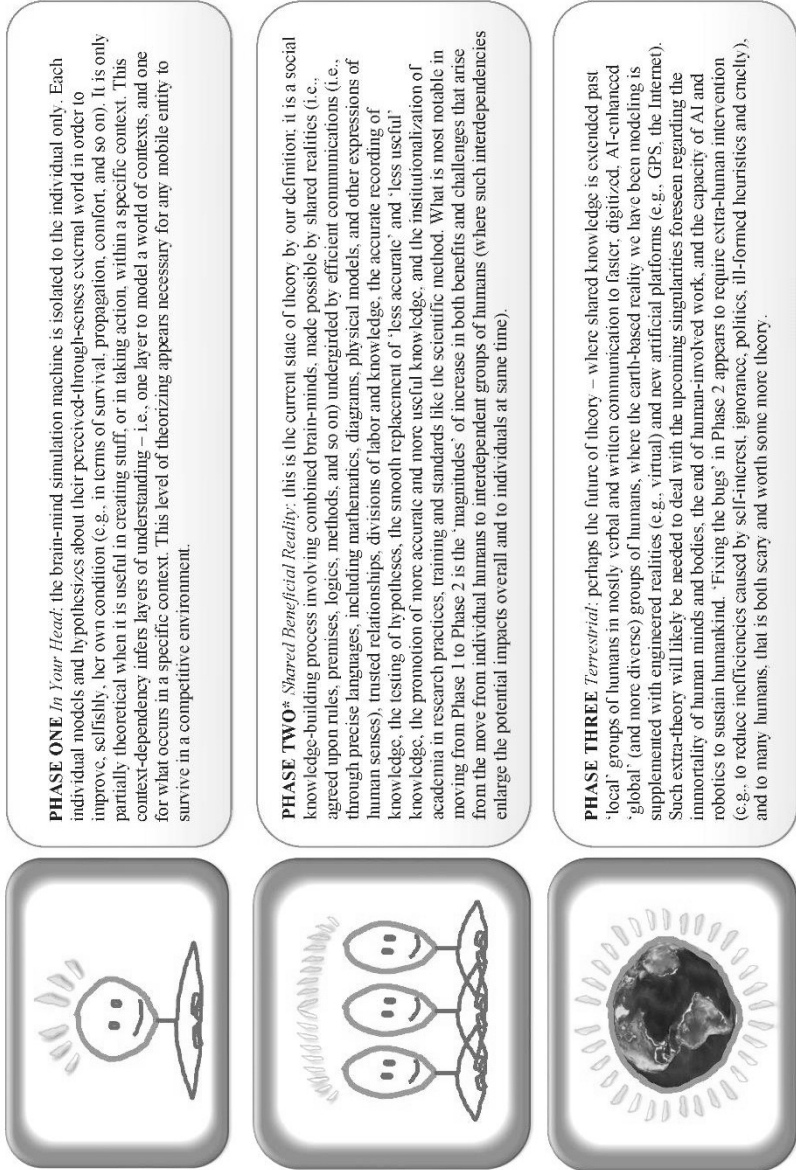 PHASE ONE In Your Head: the brain-mind simulation machine is isolated to the individual only. Each
individual models and hypothesizes about their perceived-through-senses external world in order to
improve, selfishly, her own condition (e.g., in terms of survival, propagation, comfort, and so on). It is only
partially theoretical when it is useful in creating stuff, or in taking action, within a specific context. This
context-dependency infers layers of understanding – i.e., one layer to model a world of contexts, and one
for what occurs in a specific context. This level of theorizing appears necessary for any mobile entity to
survive in a competitive environment.
PHASE TWO* Shared Beneficial Reality: this is the current state of theory by our definition; it is a social
knowledge-building process involving combined brain-minds, made possible by shared realities (i.e.,
agreed upon rules, premises, logics, methods, and so on) undergirded by efficient communications (i.e.,
through precise languages, including mathematics, diagrams, physical models, and other expressions of
human senses), trusted relationships, divisions of labor and knowledge, the accurate recording of
knowledge, the testing of hypotheses, the smooth replacement of 'less accurate' and 'less useful'
knowledge, the promotion of more accurate and more useful knowledge, and the institutionalization of
academia in research practices, training and standards like the scientific method. What is most notable in
moving from Phase 1 to Phase 2 is the 'magnitudes' of increase in both benefits and challenges that arise
from the move from individual humans to interdependent groups of humans (where such interdependencies
enlarge the potential impacts overall and to individuals at same time).
PHASE THREE Terrestrial: perhaps the future of theory – where shared knowledge is extended past
'local' groups of humans in mostly verbal and written communication to faster, digitized, AI-enhanced
'global' (and more diverse) groups of humans, where the earth-based reality we have been modeling is
supplemented with engineered realities (e.g., virtual) and new artificial platforms (e.g., GPS, the Internet).
Such extra-theory will likely be needed to deal with the upcoming singularities foreseen regarding the
immortality of human minds and bodies, the end of human-involved work, and the capacity of AI and
robotics to sustain humankind. 'Fixing the bugs' in Phase 2 appears to require extra-human intervention
(e.g., to reduce inefficiencies caused by self-interest, ignorance, politics, ill-formed heuristics and cruelty),
and to many humans, that is both scary and worth some more theory.